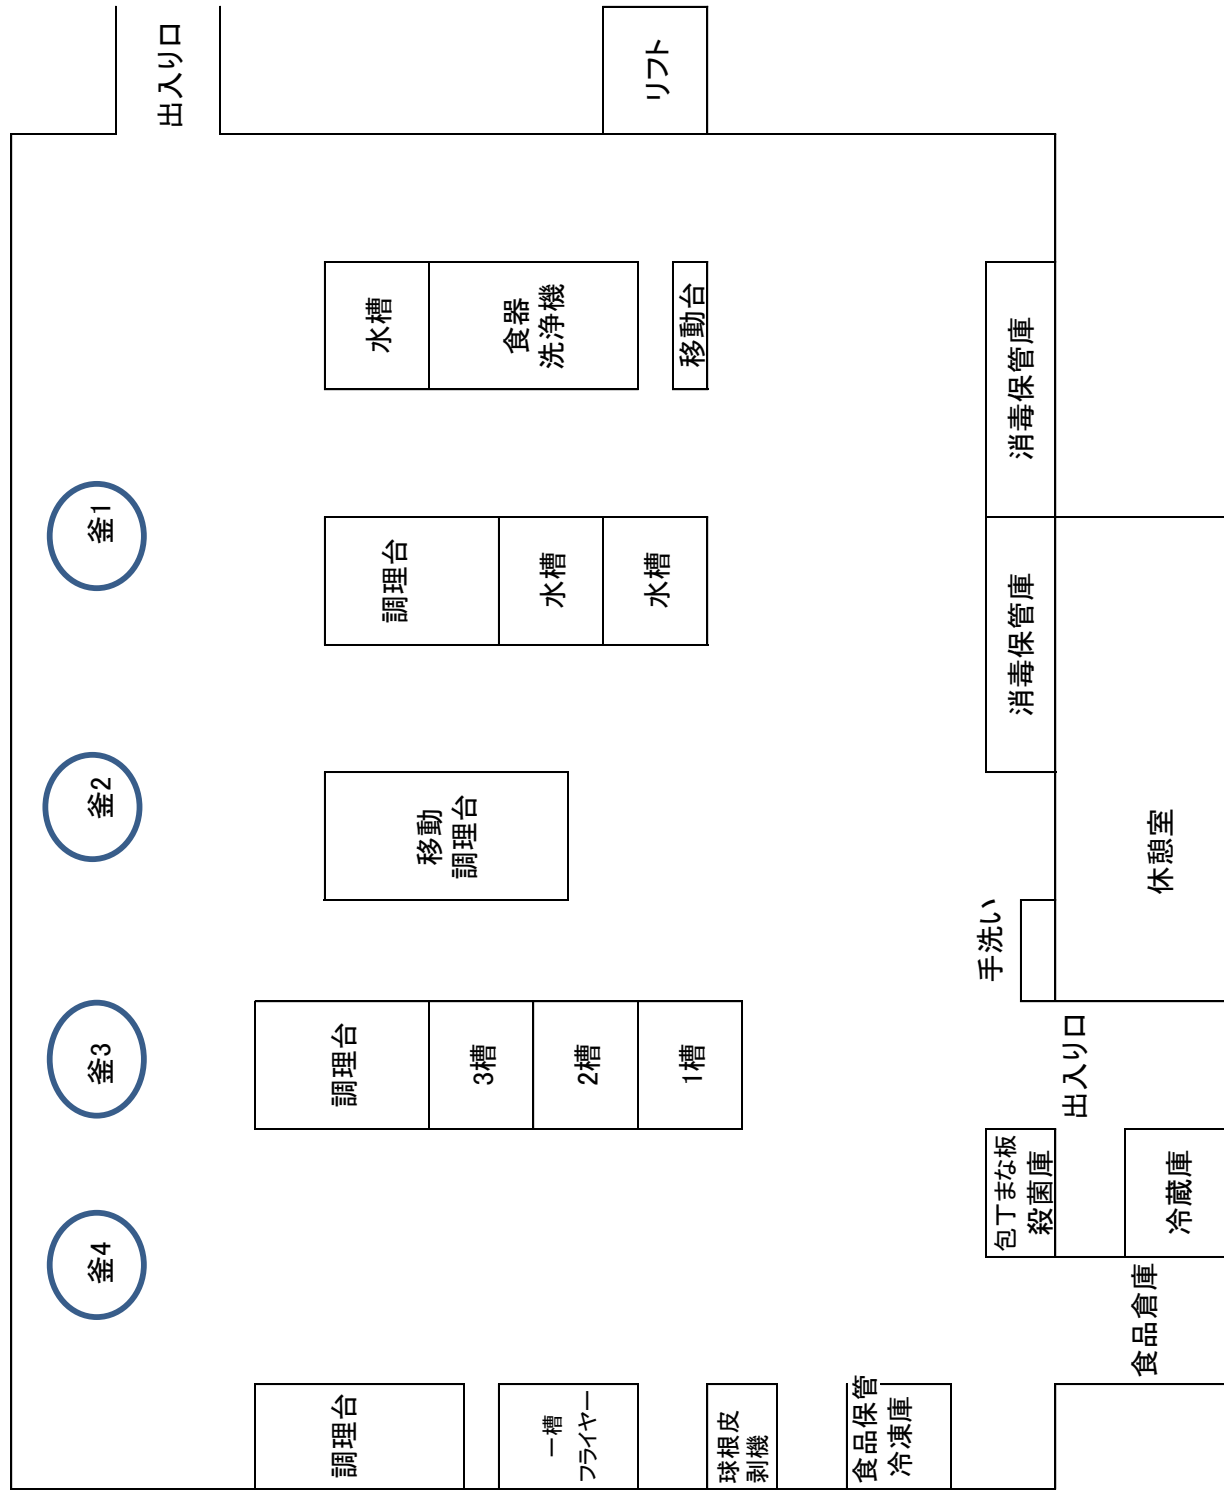 出入り口
リフト
水槽
食器
洗浄機
移動台
消毒保管庫
釜1
調理台
水槽
水槽
消毒保管庫
釜2
移動
調理台
休憩室
手洗い
釜3
調理台
3槽
2槽
1槽
出入り口
釜4
包丁まな板
殺菌庫
冷蔵庫
食品倉庫
調理台
一槽
フライヤー
球根皮
剥機
食品保管
冷凍庫